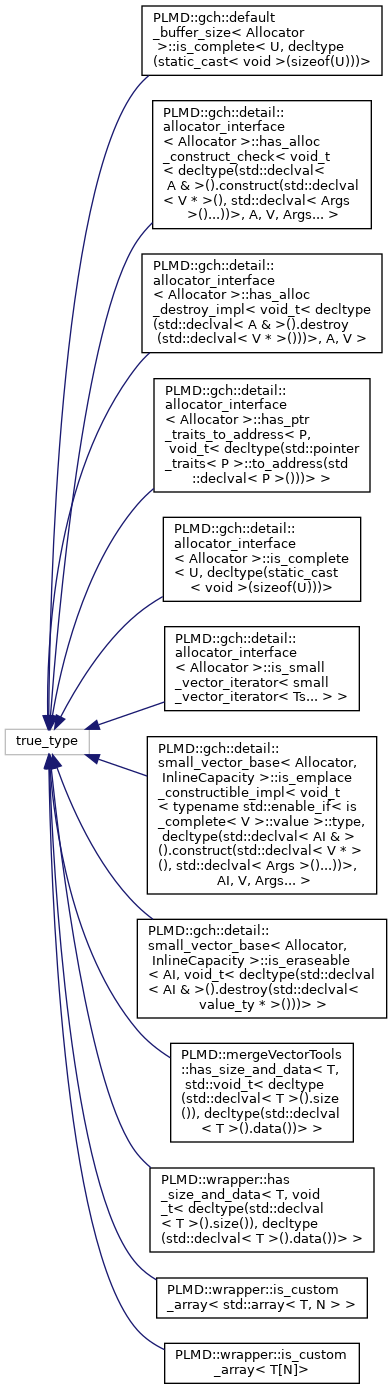 PLMD::gch::default
_buffer_size< Allocator
>::is_complete< U, decltype
(static_cast< void >(sizeof(U)))>
PLMD::gch::detail::
allocator_interface
< Allocator >::has_alloc
_construct_check< void_t
< decltype(std::declval<
A & >().construct(std::declval
< V * >(), std::declval< Args
>()...))>, A, V, Args... >
PLMD::gch::detail::
allocator_interface
< Allocator >::has_alloc
_destroy_impl< void_t< decltype
(std::declval< A & >().destroy
(std::declval< V * >()))>, A, V >
PLMD::gch::detail::
allocator_interface
< Allocator >::has_ptr
_traits_to_address< P,
void_t< decltype(std::pointer
_traits< P >::to_address(std
::declval< P >()))> >
PLMD::gch::detail::
allocator_interface
< Allocator >::is_complete
< U, decltype(static_cast
< void >(sizeof(U)))>
PLMD::gch::detail::
allocator_interface
< Allocator >::is_small
_vector_iterator< small
_vector_iterator< Ts... > >
true_type
PLMD::gch::detail::
small_vector_base< Allocator,
InlineCapacity >::is_emplace
_constructible_impl< void_t
< typename std::enable_if< is
_complete< V >::value >::type,
decltype(std::declval< AI & >
().construct(std::declval< V * >
(), std::declval< Args >()...))>,
AI, V, Args... >
PLMD::gch::detail::
small_vector_base< Allocator,
InlineCapacity >::is_eraseable
< AI, void_t< decltype(std::declval
< AI & >().destroy(std::declval<
value_ty * >()))> >
PLMD::mergeVectorTools
::has_size_and_data< T,
std::void_t< decltype
(std::declval< T >().size
()), decltype(std::declval
< T >().data())> >
PLMD::wrapper::has
_size_and_data< T, void
_t< decltype(std::declval
< T >().size()), decltype
(std::declval< T >().data())> >
PLMD::wrapper::is_custom
_array< std::array< T, N > >
PLMD::wrapper::is_custom
_array< T[N]>